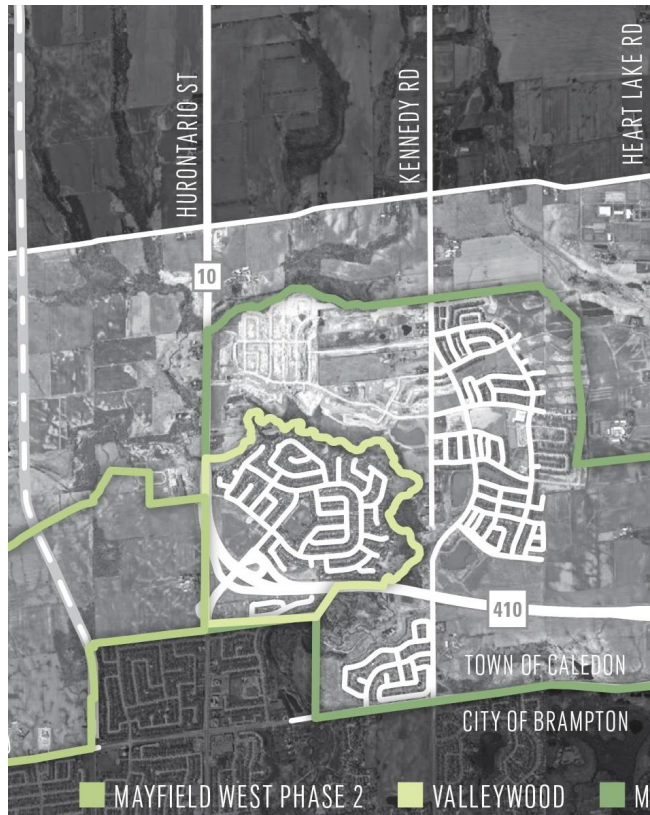 HURONTARIO ST
KENNEDY RD
HEART LAKE RD
10
410
TOWN OF CALEDON
CITY OF BRAMPTON
MAYFIELD WEST PHASE 2
VALLEYWOOD
M